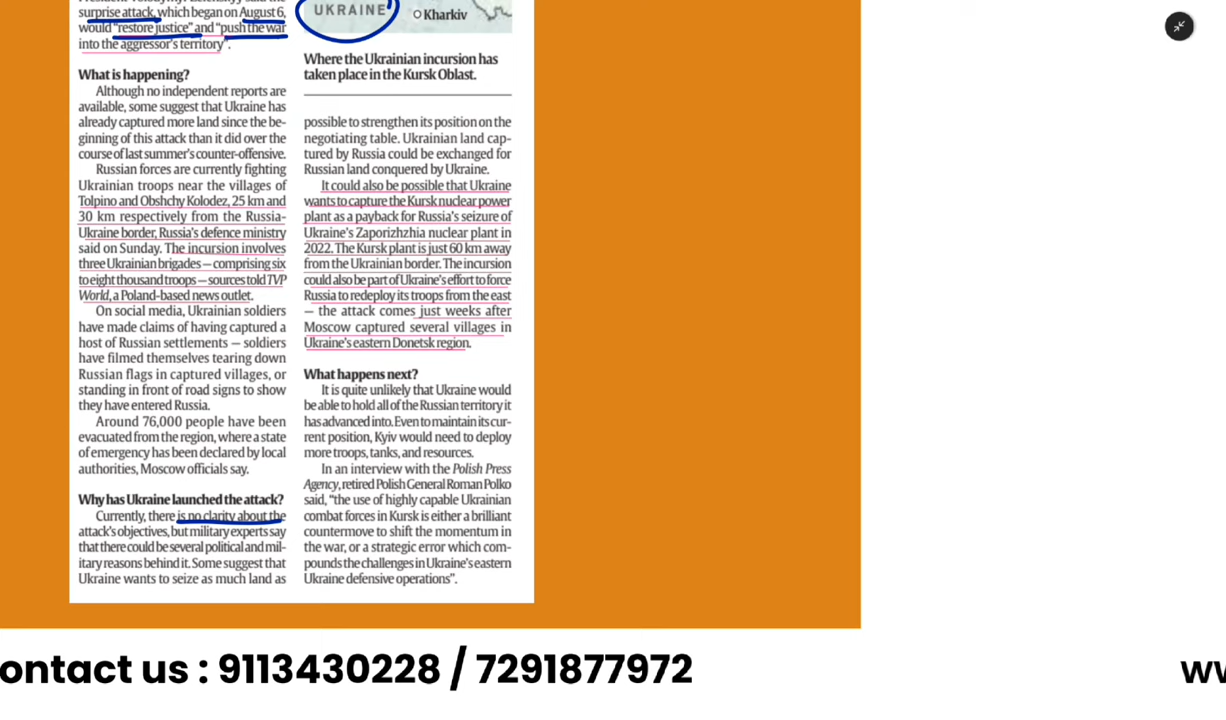 surprise attack, which began on August 6,
would “restore justice” and “push the war
into the aggressor’s territory”.
What is happening?
Although no independent reports are
available, some suggest that Ukraine has
already captured more land since the be-
ginning of this attack than it did over the
course of last summer’s counter-offensive.
Russian forces are currently fighting
Ukrainian troops near the villages of
Tolpino and Obshchy Kolodez, 25 km and
30 km respectively from the Russia-
Ukraine border, Russia’s defence ministry
said on Sunday. The incursion involves
three Ukrainian brigades — comprising six
to eight thousand troops — sources told TVP
World, a Poland-based news outlet.
On social media, Ukrainian soldiers
have made claims of having captured a
host of Russian settlements — soldiers
have filmed themselves tearing down
Russian flags in captured villages, or
standing in front of road signs to show
they have entered Russia.
Around 76,000 people have been
evacuated from the region, where a state
of emergency has been declared by local
authorities, Moscow officials say.
Why has Ukraine launched the attack?
Currently, there is no clarity about the
attack’s objectives, but military experts say
that there could be several political and mil-
itary reasons behind it. Some suggest that
Ukraine wants to seize as much land as
UKRAINE
Kharkiv
Where the Ukrainian incursion has
taken place in the Kursk Oblast.
possible to strengthen its position on the
negotiating table. Ukrainian land cap-
tured by Russia could be exchanged for
Russian land conquered by Ukraine.
It could also be possible that Ukraine
wants to capture the Kursk nuclear power
plant as a payback for Russia’s seizure of
Ukraine’s Zaporizhzhia nuclear plant in
2022. The Kursk plant is just 60 km away
from the Ukrainian border. The incursion
could also be part of Ukraine’s effort to force
Russia to redeploy its troops from the east
— the attack comes just weeks after
Moscow captured several villages in
Ukraine’s eastern Donetsk region.
What happens next?
It is quite unlikely that Ukraine would
be able to hold all of the Russian territory it
has advanced into. Even to maintain its cur-
rent position, Kyiv would need to deploy
more troops, tanks, and resources.
In an interview with the Polish Press
Agency, retired Polish General Roman Polko
said, “the use of highly capable Ukrainian
combat forces in Kursk is either a brilliant
countermove to shift the momentum in
the war, or a strategic error which com-
pounds the challenges in Ukraine’s eastern
Ukraine defensive operations”.
ontact us : 9113430228 / 7291877972